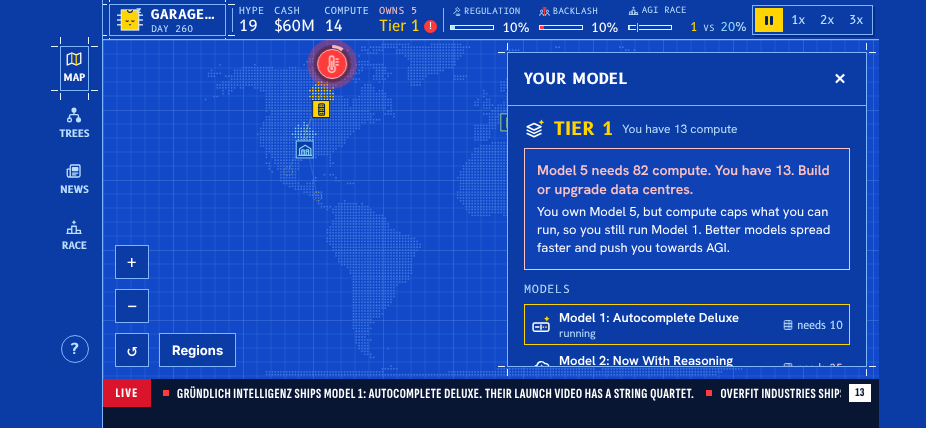 GARAGE...
DAY 260
HYPE
19
CASH
$60M
COMPUTE
14
OWNS 5
Tier 1
REGULATION
10%
BACKLASH
10%
AGI RACE
1 VS 20%
1x
2x
3x
MAP
TREES
NEWS
RACE
?
+
−
↺
Regions
YOUR MODEL
×
TIER 1
You have 13 compute
Model 5 needs 82 compute. You have 13. Build
or upgrade data centres.
You own Model 5, but compute caps what you can
run, so you still run Model 1. Better models spread
faster and push you towards AGI.
MODELS
Model 1: Autocomplete Deluxe
running
needs 10
Model 2: Now With Reasoning
LIVE
GRÜNDLICH INTELLIGENZ SHIPS MODEL 1: AUTOCOMPLETE DELUXE. THEIR LAUNCH VIDEO HAS A STRING QUARTET.
OVERFIT INDUSTRIES SHIP
13